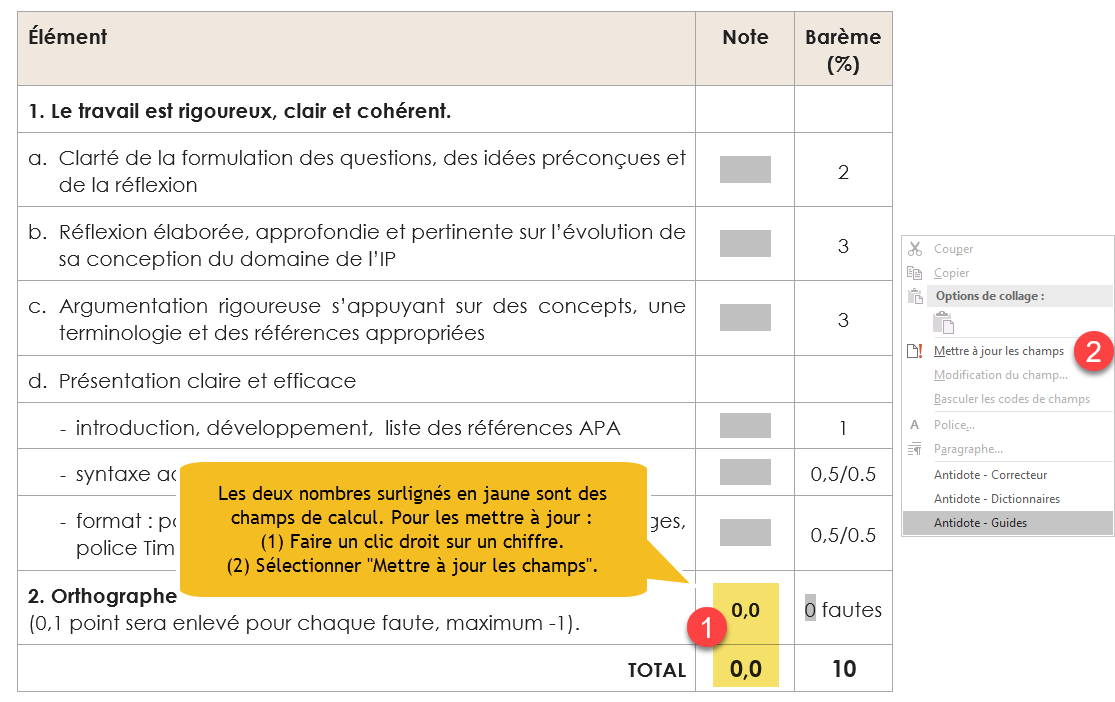 Élément Note Barème
(%)
1. Le travail est rigoureux, clair et cohérent.
a. Clarté de la formulation des questions, des idées préconçues et
de la réflexion
2
b. Réflexion élaborée, approfondie et pertinente sur l’évolution de
sa conception du domaine de l’IP
3
c. Argumentation rigoureuse s’appuyant sur des concepts, une
terminologie et des références appropriées
3
d. Présentation claire et efficace
- introduction, développement, liste des références APA
1
- syntaxe
0,5/0.5
- format :
police
0,5/0.5
Les deux nombres surlignés en jaune sont des
champs de calcul. Pour les mettre à jour :
(1) Faire un clic droit sur un chiffre.
(2) Sélectionner "Mettre à jour les champs".
2. Orthographe
(0,1 point sera enlevé pour chaque faute, maximum -1).
1
0,0
0 fautes
TOTAL 0,0 10
Couper
Copier
Options de collage :
Mettre à jour les champs
2
Modification du champ...
Basculer les codes de champs
A Police...
Paragraphe...
Antidote - Correcteur
Antidote - Dictionnaires
Antidote - Guides